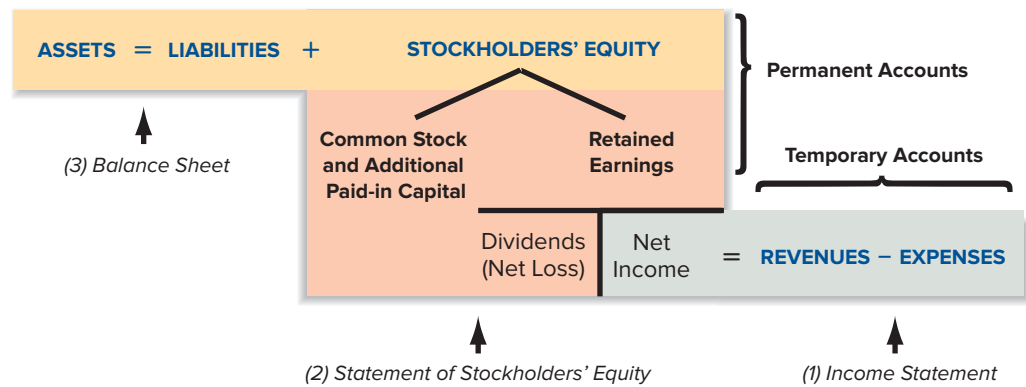 ASSETS = LIABILITIES + STOCKHOLDERS' EQUITY
Permanent Accounts
Common Stock
and Additional
Paid-in Capital
Retained
Earnings
(3) Balance Sheet
Temporary Accounts
Dividends
(Net Loss)
Net
Income
= REVENUES – EXPENSES
(2) Statement of Stockholders' Equity
(1) Income Statement